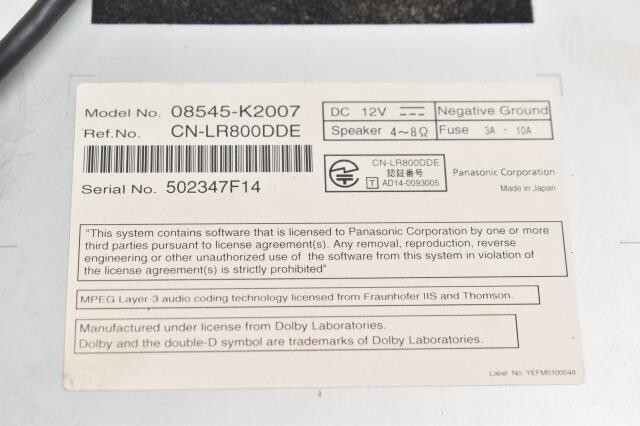 Model No. 08545-K2007
Ref.No. CN-LR800DDE
Serial No. 502347F14
DC 12V Negative Ground
Speaker 4~8Ω Fuse 3A · 10A
CN-LR800DDE
認証番号
T AD14-0093005
Panasonic Corporation
Made in Japan
"This system contains software that is licensed to Panasonic Corporation by one or more
third parties pursuant to license agreement(s). Any removal, reproduction, reverse
engineering or other unauthorized use of the software from this system in violation of
the license agreement(s) is strictly prohibited"
MPEG Layer-3 audio coding technology licensed from Fraunhofer IIS and Thomson.
Manufactured under license from Dolby Laboratories.
Dolby and the double-D symbol are trademarks of Dolby Laboratories.
Label No. YEFM0100048